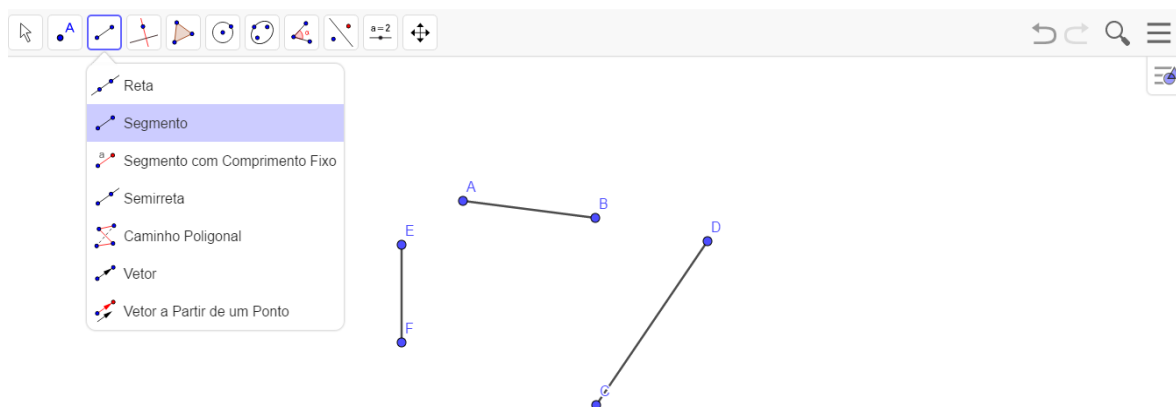 A
a=2
Reta
Segmento
a
Segmento com Comprimento Fixo
Semirreta
Caminho Poligonal
Vetor
Vetor a Partir de um Ponto
A
B
D
E
F
C